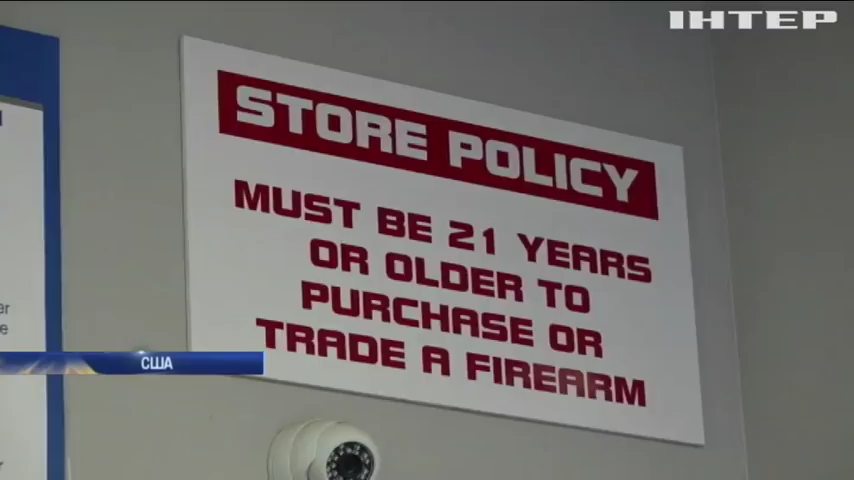 ІНТЕР
STORE POLICY
MUST BE 21 YEARS
OR OLDER TO
PURCHASE OR
TRADE A FIREARM
США